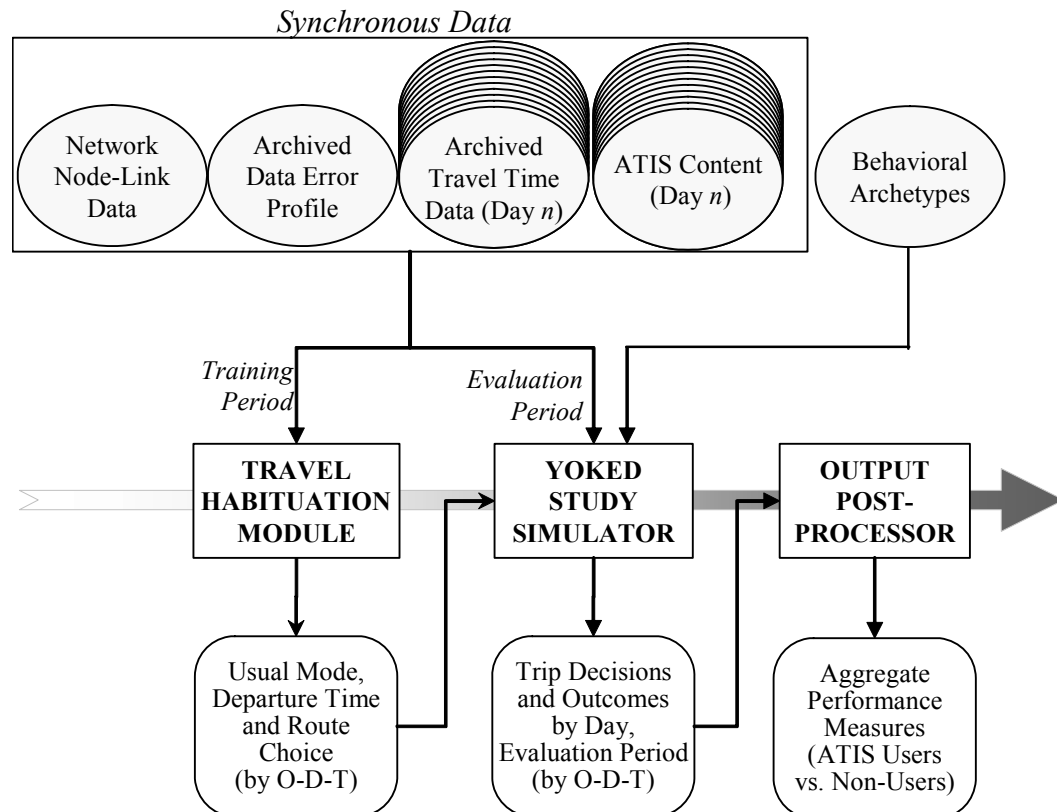 Synchronous Data
Network
Node-Link
Data
Archived
Data Error
Profile
Archived
Travel Time
Data (Day n)
ATIS Content
(Day n)
Behavioral
Archetypes
Training
Period
Evaluation
Period
TRAVEL
HABITUATION
MODULE
YOKED
STUDY
SIMULATOR
OUTPUT
POST-
PROCESSOR
Usual Mode,
Departure Time
and Route
Choice
(by O-D-T)
Trip Decisions
and Outcomes
by Day,
Evaluation Period
(by O-D-T)
Aggregate
Performance
Measures
(ATIS Users
vs. Non-Users)